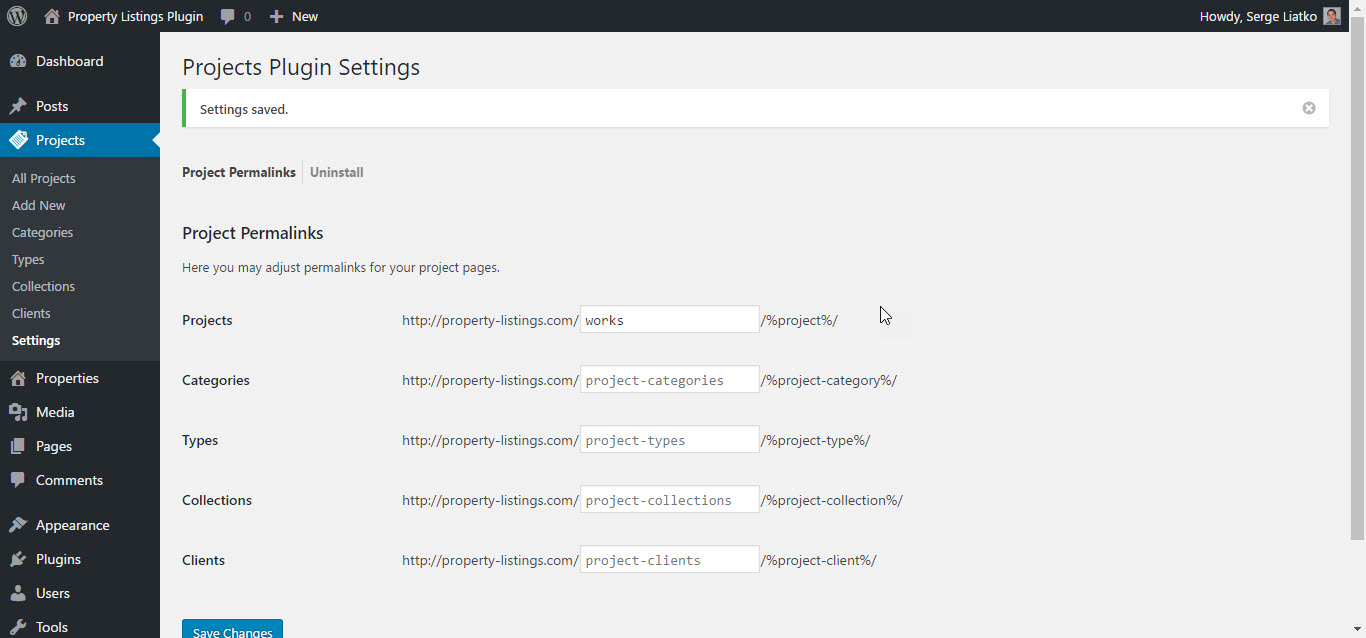 Property Listings Plugin 0 New Howdy, Serge Liatko
Dashboard
Posts
Projects
All Projects
Add New
Categories
Types
Collections
Clients
Settings
Properties
Media
Pages
Comments
Appearance
Plugins
Users
Tools
Projects Plugin Settings
Settings saved.
Project Permalinks Uninstall
Project Permalinks
Here you may adjust permalinks for your project pages.
Projects http://property-listings.com/ works /%project%/
Categories http://property-listings.com/ project-categories /%project-category%/
Types http://property-listings.com/ project-types /%project-type%/
Collections http://property-listings.com/ project-collections /%project-collection%/
Clients http://property-listings.com/ project-clients /%project-client%/
Save Changes